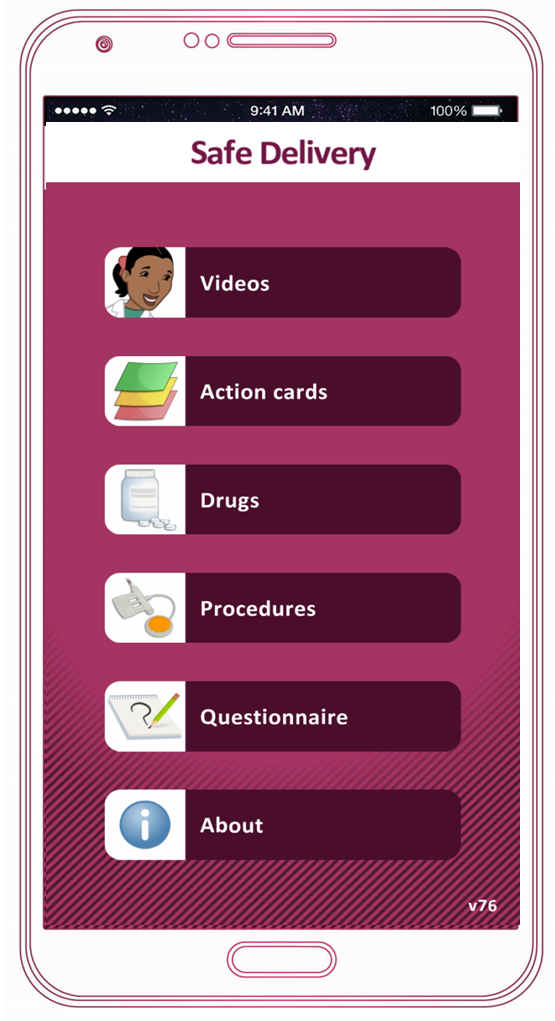 9:41 AM 100%
Safe Delivery
Videos
Action cards
Drugs
Procedures
Questionnaire
About
v76